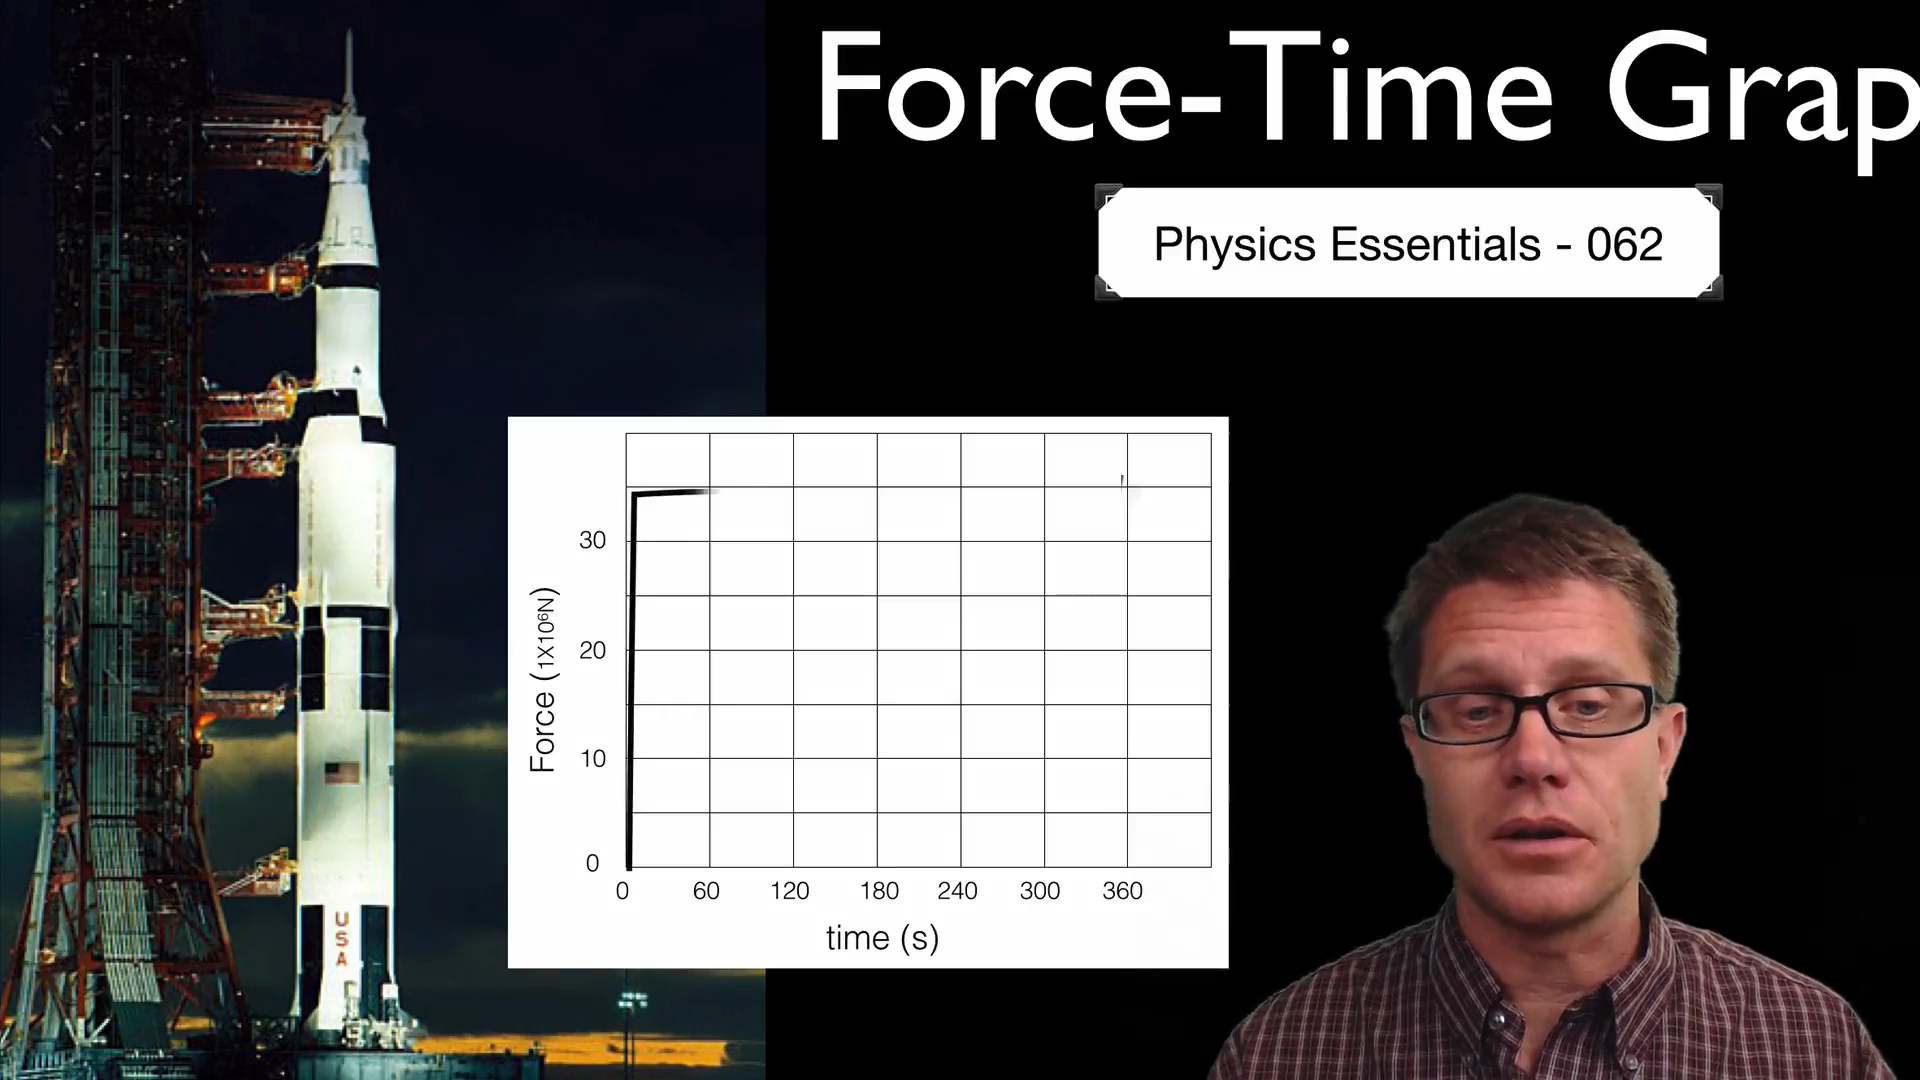 Force-Time Grap
Physics Essentials - 062
Force (1X10⁶N)
30
20
10
0
0 60 120 180 240 300 360
time (s)
USA